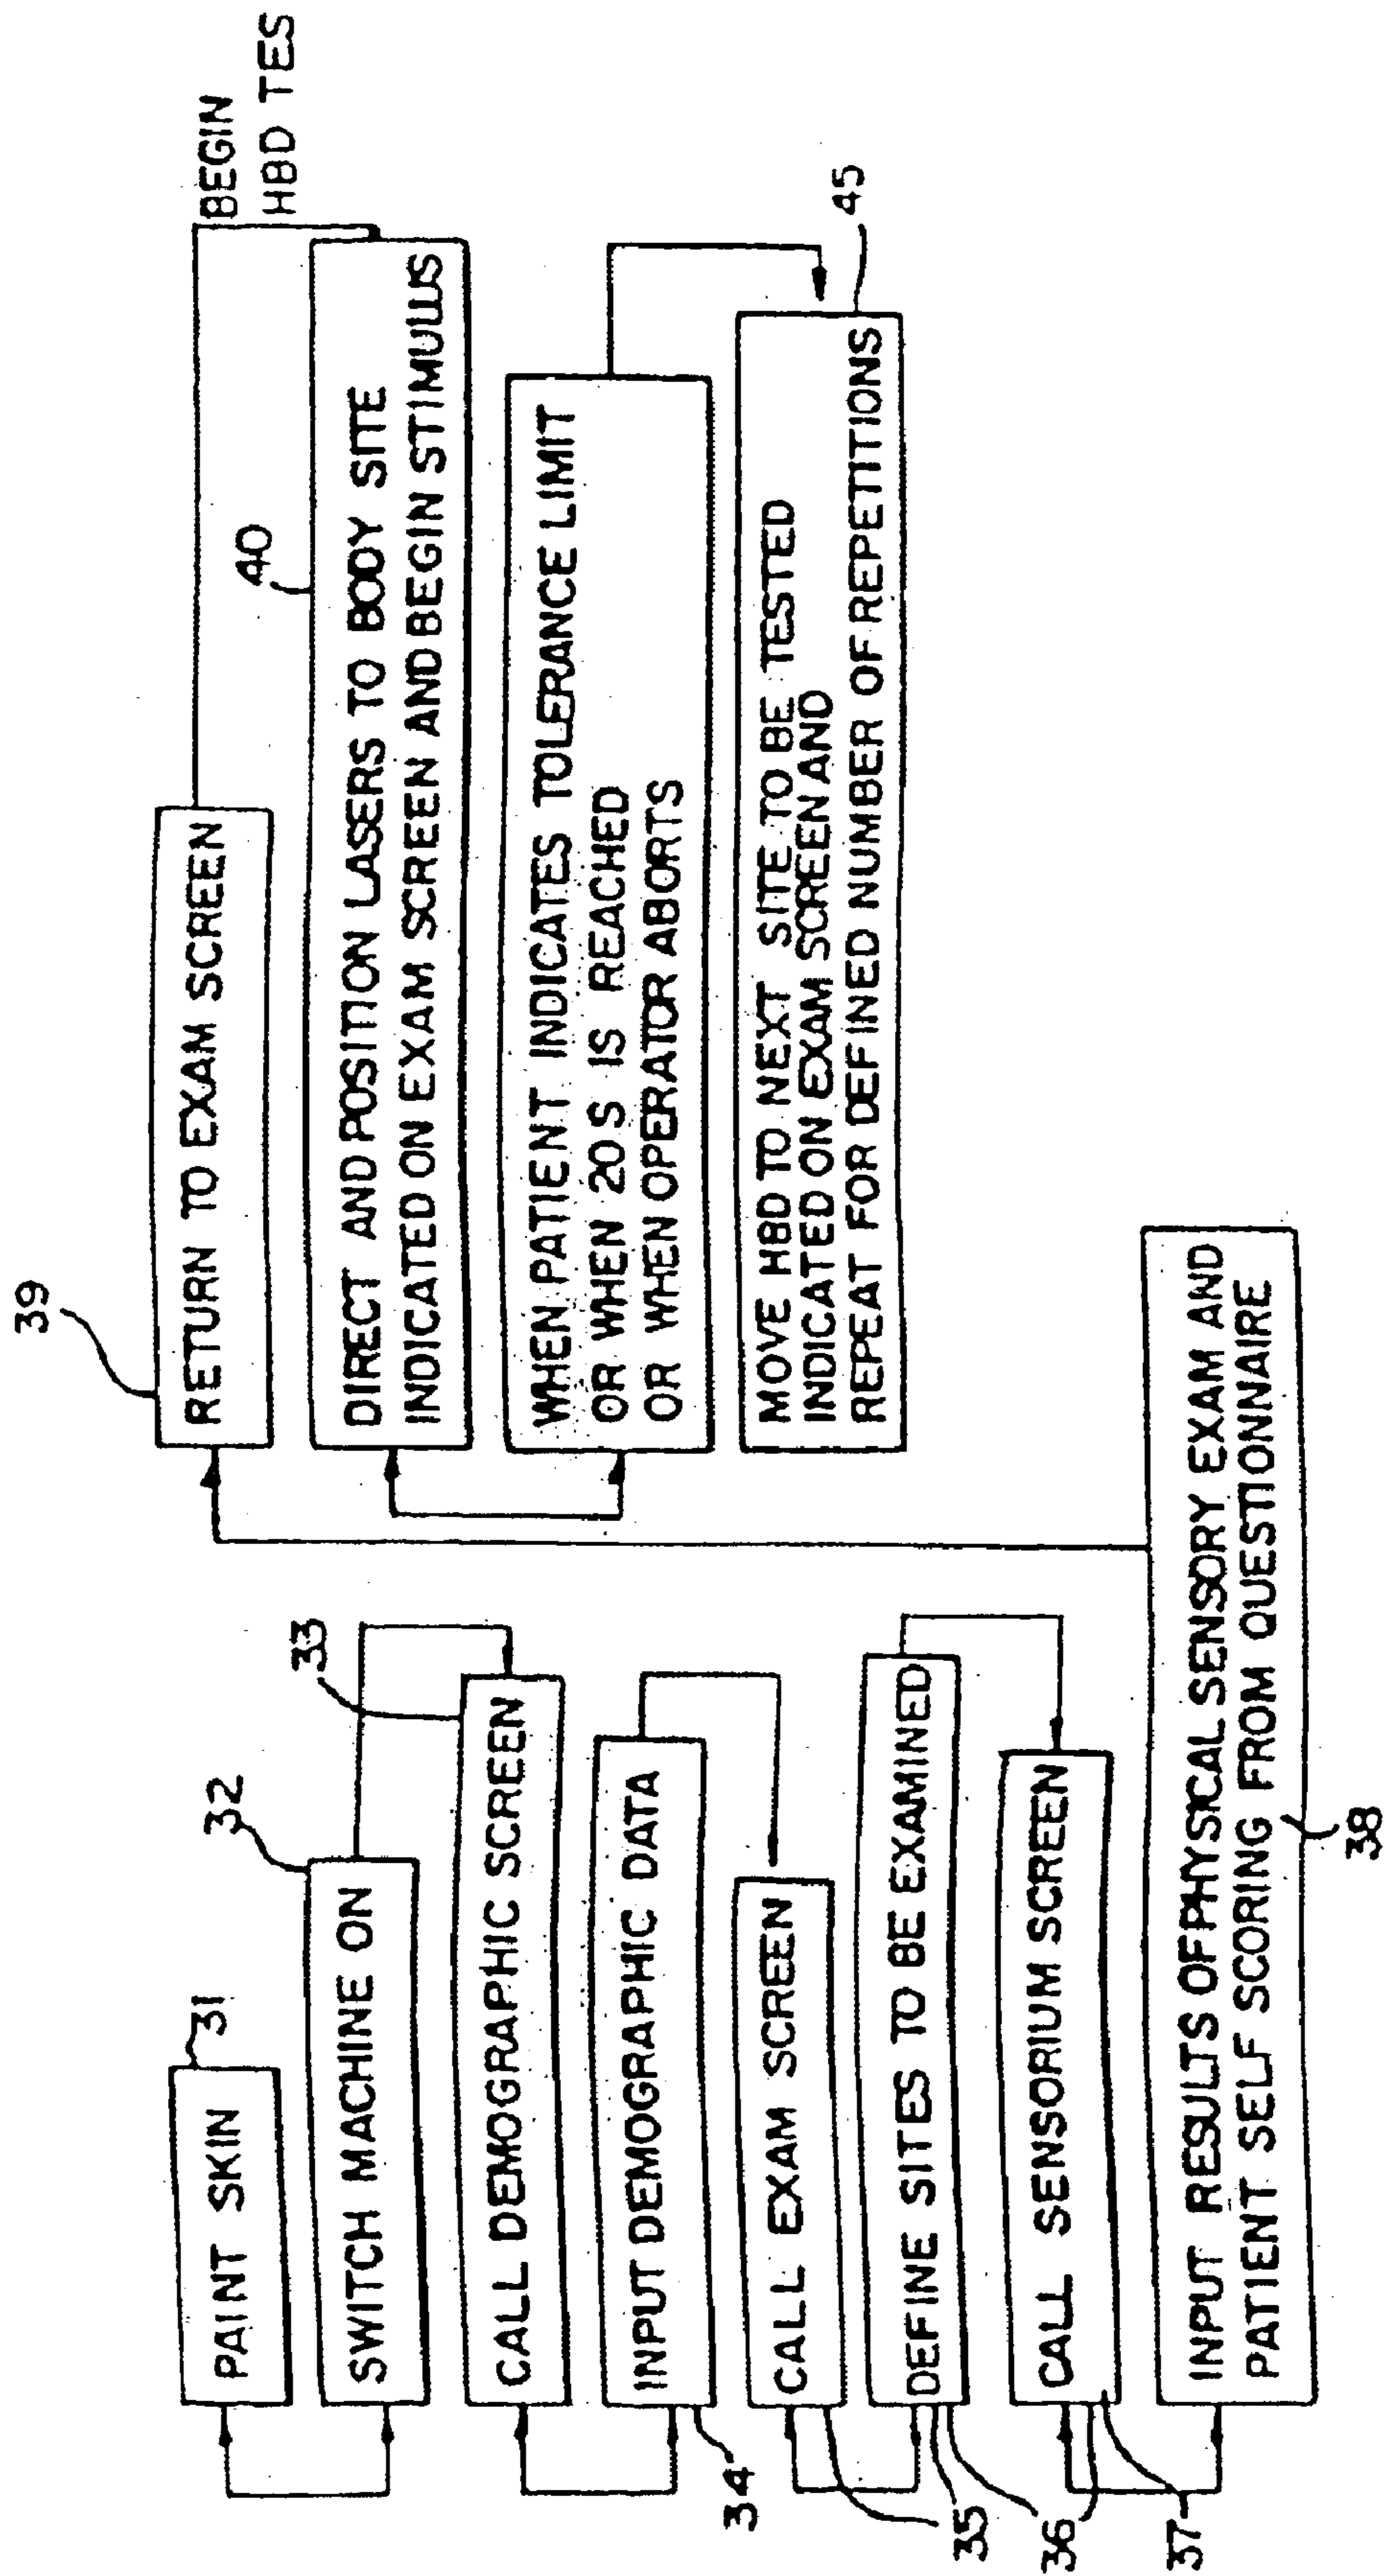 PAINT SKIN
31
SWITCH MACHINE ON
32
CALL DEMOGRAPHIC SCREEN
33
INPUT DEMOGRAPHIC DATA
34
CALL EXAM SCREEN
35
DEFINE SITES TO BE EXAMINED
36
CALL SENSORIUM SCREEN
37
INPUT RESULTS OF PHYSICAL SENSORY EXAM AND
PATIENT SELF SCORING FROM QUESTIONNAIRE
38
39
RETURN TO EXAM SCREEN
BEGIN
HBD TES
40
DIRECT AND POSITION LASERS TO BODY SITE
INDICATED ON EXAM SCREEN AND BEGIN STIMULUS
WHEN PATIENT INDICATES TOLERANCE LIMIT
OR WHEN 20 S IS REACHED
OR WHEN OPERATOR ABORTS
MOVE HBD TO NEXT SITE TO BE TESTED
INDICATED ON EXAM SCREEN AND
REPEAT FOR DEFINED NUMBER OF REPETITIONS
45